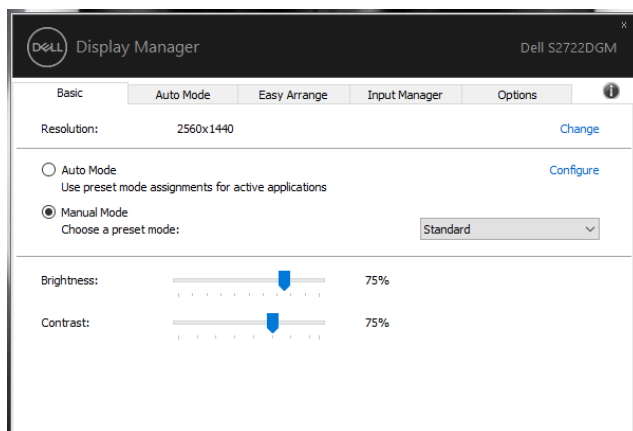 x
DELL Display Manager Dell S2722DGM
Basic Auto Mode Easy Arrange Input Manager Options i
Resolution: 2560x1440 Change
Auto Mode Configure
Use preset mode assignments for active applications
Manual Mode
Choose a preset mode: Standard
Brightness: 75%
Contrast: 75%